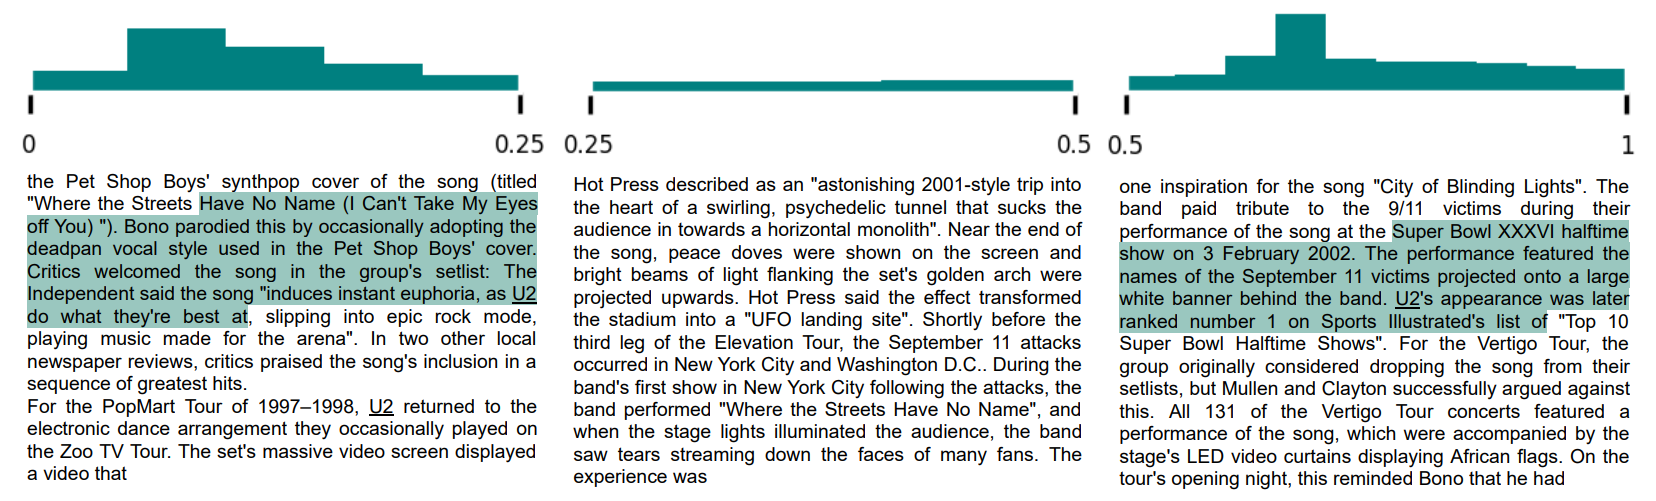 0
0.25
0.25
0.5
0.5
1
the Pet Shop Boys' synthpop cover of the song (titled
"Where the Streets Have No Name (I Can't Take My Eyes
off You) "). Bono parodied this by occasionally adopting the
deadpan vocal style used in the Pet Shop Boys' cover.
Critics welcomed the song in the group's setlist: The
Independent said the song "induces instant euphoria, as U2
do what they're best at, slipping into epic rock mode,
playing music made for the arena". In two other local
newspaper reviews, critics praised the song's inclusion in a
sequence of greatest hits.
For the PopMart Tour of 1997–1998, U2 returned to the
electronic dance arrangement they occasionally played on
the Zoo TV Tour. The set's massive video screen displayed
a video that
Hot Press described as an "astonishing 2001-style trip into
the heart of a swirling, psychedelic tunnel that sucks the
audience in towards a horizontal monolith". Near the end of
the song, peace doves were shown on the screen and
bright beams of light flanking the set's golden arch were
projected upwards. Hot Press said the effect transformed
the stadium into a "UFO landing site". Shortly before the
third leg of the Elevation Tour, the September 11 attacks
occurred in New York City and Washington D.C.. During the
band's first show in New York City following the attacks, the
band performed "Where the Streets Have No Name", and
when the stage lights illuminated the audience, the band
saw tears streaming down the faces of many fans. The
experience was
one inspiration for the song "City of Blinding Lights". The
band paid tribute to the 9/11 victims during their
performance of the song at the Super Bowl XXXVI halftime
show on 3 February 2002. The performance featured the
names of the September 11 victims projected onto a large
white banner behind the band. U2's appearance was later
ranked number 1 on Sports Illustrated's list of "Top 10
Super Bowl Halftime Shows". For the Vertigo Tour, the
group originally considered dropping the song from their
setlists, but Mullen and Clayton successfully argued against
this. All 131 of the Vertigo Tour concerts featured a
performance of the song, which were accompanied by the
stage's LED video curtains displaying African flags. On the
tour's opening night, this reminded Bono that he had